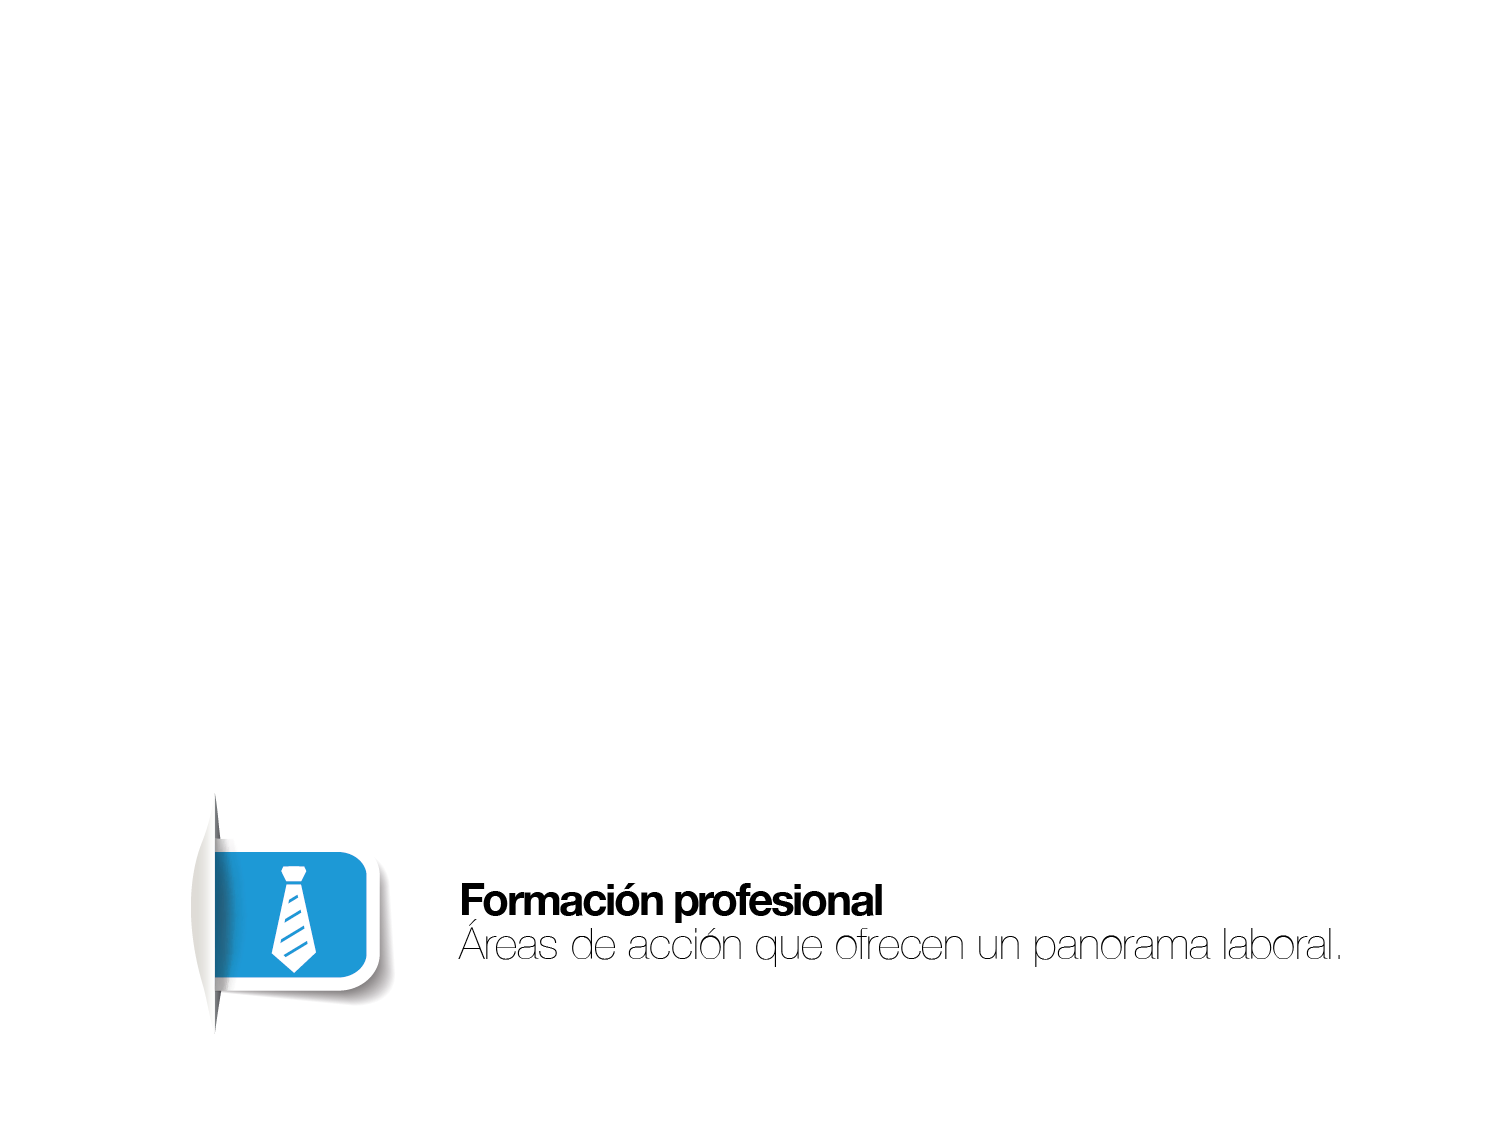 Formación profesional
Áreas de acción que ofrecen un panorama laboral.